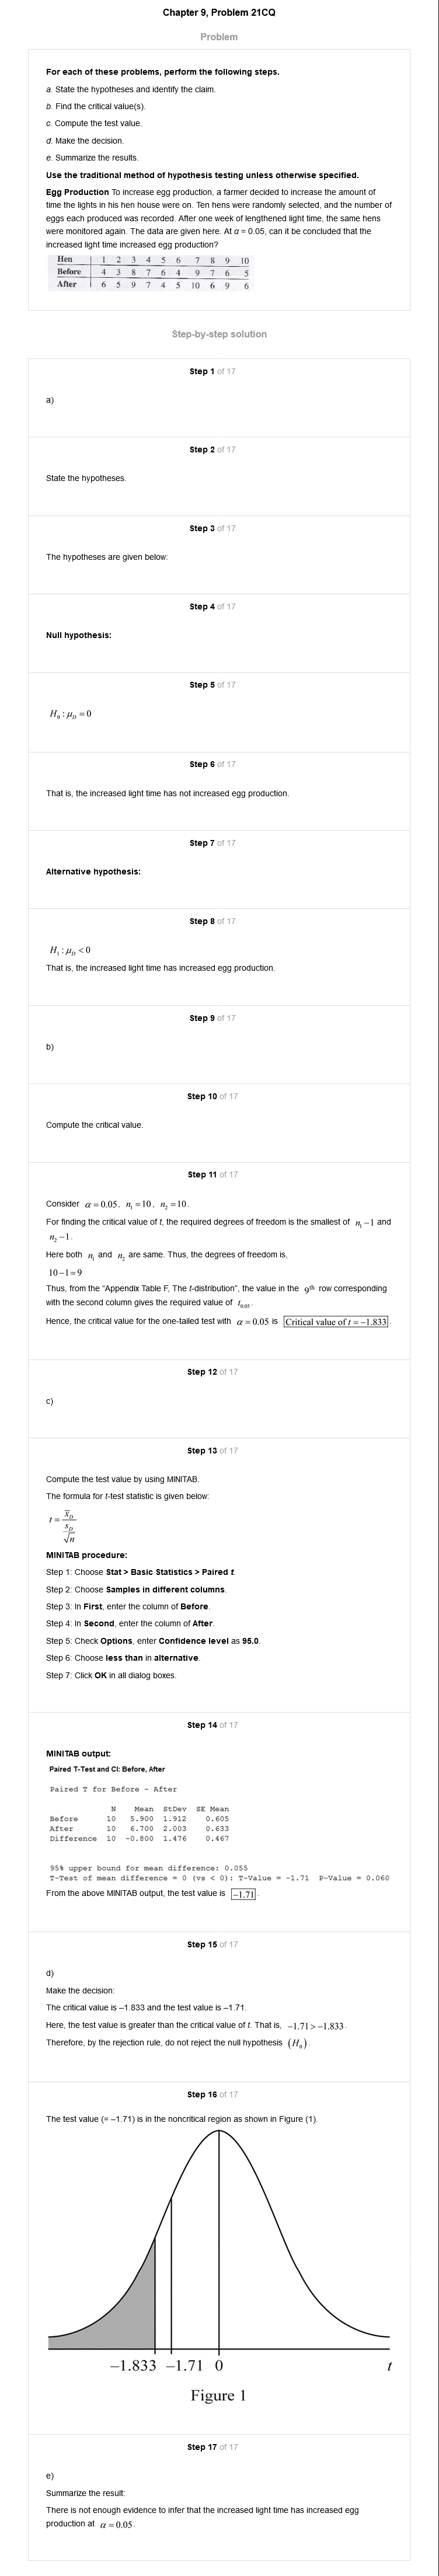 Chapter 9, Problem 21CQ
Problem
For each of these problems, perform the following steps.
a. State the hypotheses and identify the claim.
b. Find the critical value(s).
c. Compute the test value.
d. Make the decision.
e. Summarize the results.
Use the traditional method of hypothesis testing unless otherwise specified.
Egg Production To increase egg production, a farmer decided to increase the amount of
time the lights in his hen house were on. Ten hens were randomly selected, and the number of
eggs each produced was recorded. After one week of lengthened light time, the same hens
were monitored again. The data are given here. At α = 0.05, can it be concluded that the
increased light time increased egg production?
Hen 1 2 3 4 5 6 7 8 9 10
Before 4 3 8 7 6 4 9 7 6 5
After 6 5 9 7 4 5 10 6 9 6
Step-by-step solution
Step 1 of 17
a)
Step 2 of 17
State the hypotheses.
Step 3 of 17
The hypotheses are given below:
Step 4 of 17
Null hypothesis:
Step 5 of 17
H₀ : μ_D = 0
Step 6 of 17
That is, the increased light time has not increased egg production.
Step 7 of 17
Alternative hypothesis:
Step 8 of 17
H₁ : μ_D < 0
That is, the increased light time has increased egg production.
Step 9 of 17
b)
Step 10 of 17
Compute the critical value.
Step 11 of 17
Consider α = 0.05, n₁ = 10, n₂ = 10.
For finding the critical value of t, the required degrees of freedom is the smallest of n₁ − 1 and
n₂ − 1.
Here both n₁ and n₂ are same. Thus, the degrees of freedom is,
10 − 1 = 9
Thus, from the "Appendix Table F, The t-distribution", the value in the 9th row corresponding
with the second column gives the required value of t₀.₀₅.
Hence, the critical value for the one-tailed test with α = 0.05 is Critical value of t = −1.833.
Step 12 of 17
c)
Step 13 of 17
Compute the test value by using MINITAB.
The formula for t-test statistic is given below:
t = x̄_D / (s_D / √n)
MINITAB procedure:
Step 1: Choose Stat > Basic Statistics > Paired t.
Step 2: Choose Samples in different columns.
Step 3: In First, enter the column of Before.
Step 4: In Second, enter the column of After.
Step 5: Check Options, enter Confidence level as 95.0.
Step 6: Choose less than in alternative.
Step 7: Click OK in all dialog boxes.
Step 14 of 17
MINITAB output:
Paired T-Test and CI: Before, After
Paired T for Before - After
N Mean StDev SE Mean
Before 10 5.900 1.912 0.605
After 10 6.700 2.003 0.633
Difference 10 -0.800 1.476 0.467
95% upper bound for mean difference: 0.055
T-Test of mean difference = 0 (vs < 0): T-Value = -1.71 P-Value = 0.060
From the above MINITAB output, the test value is −1.71.
Step 15 of 17
d)
Make the decision:
The critical value is –1.833 and the test value is –1.71.
Here, the test value is greater than the critical value of t. That is, −1.71 > −1.833.
Therefore, by the rejection rule, do not reject the null hypothesis (H₀).
Step 16 of 17
The test value (= –1.71) is in the noncritical region as shown in Figure (1).
−1.833 −1.71 0 t
Figure 1
Step 17 of 17
e)
Summarize the result:
There is not enough evidence to infer that the increased light time has increased egg
production at α = 0.05.